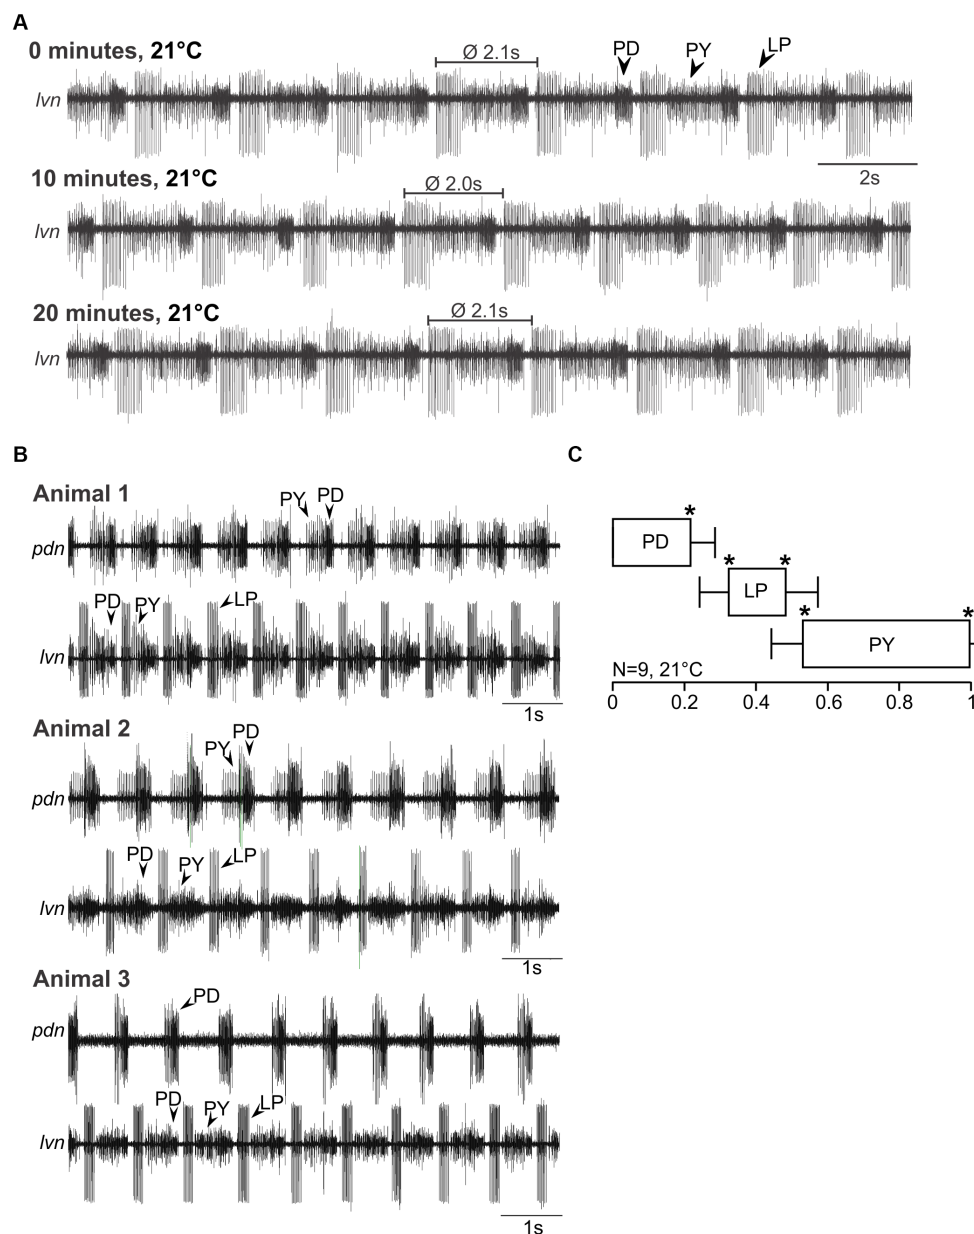 A
0 minutes, 21°C
Ø 2.1s
PD
PY
LP
lvn
2s
10 minutes, 21°C
Ø 2.0s
lvn
20 minutes, 21°C
Ø 2.1s
lvn
B
Animal 1
PY
PD
pdn
PD
PY
LP
lvn
1s
Animal 2
PY
PD
pdn
PD
PY
LP
lvn
1s
Animal 3
PD
pdn
PD
PY
LP
lvn
1s
C
*
PD
* *
LP
* *
PY
N=9, 21°C
0 0.2 0.4 0.6 0.8 1